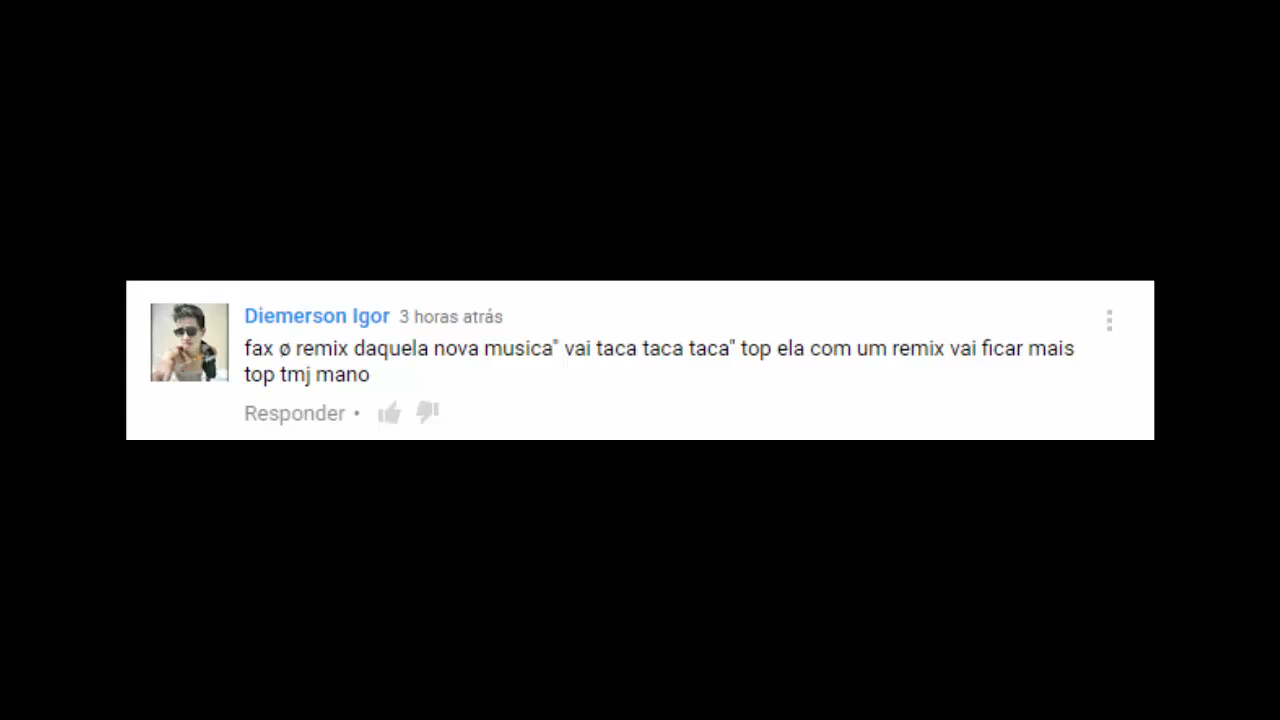 Diemerson Igor 3 horas atrás
fax ø remix daquela nova musica" vai taca taca taca" top ela com um remix vai ficar mais
top tmj mano
Responder •